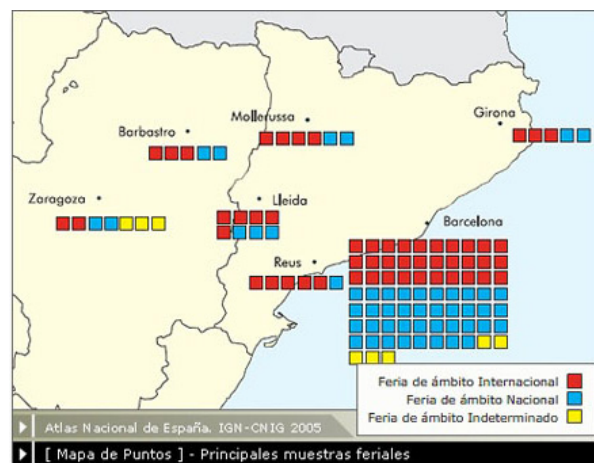 Mollerussa
Girona
Barbastro
Zaragoza
Lleida
Barcelona
Reus
Feria de ámbito Internacional
Feria de ámbito Nacional
Feria de ámbito Indeterminado
Atlas Nacional de España. IGN-CNIG 2005
[ Mapa de Puntos ] - Principales muestras feriales